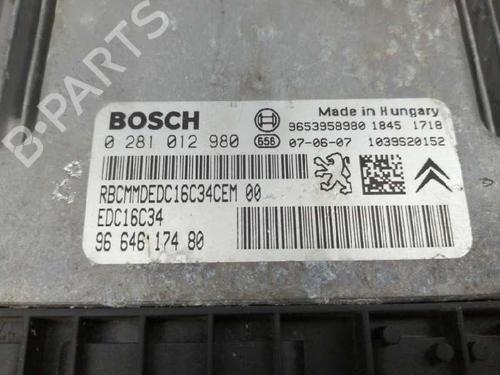 B-PARTS
BOSCH
Made in Hungary
0 281 012 980 656
9653958980 1845 1718
07-06-07 1039S20152
RBCMMDEDC16C34CEM 00
EDC16C34
96 646 174 80